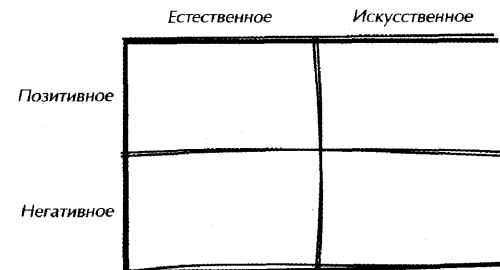 Естественное Искусственное
Позитивное
Негативное